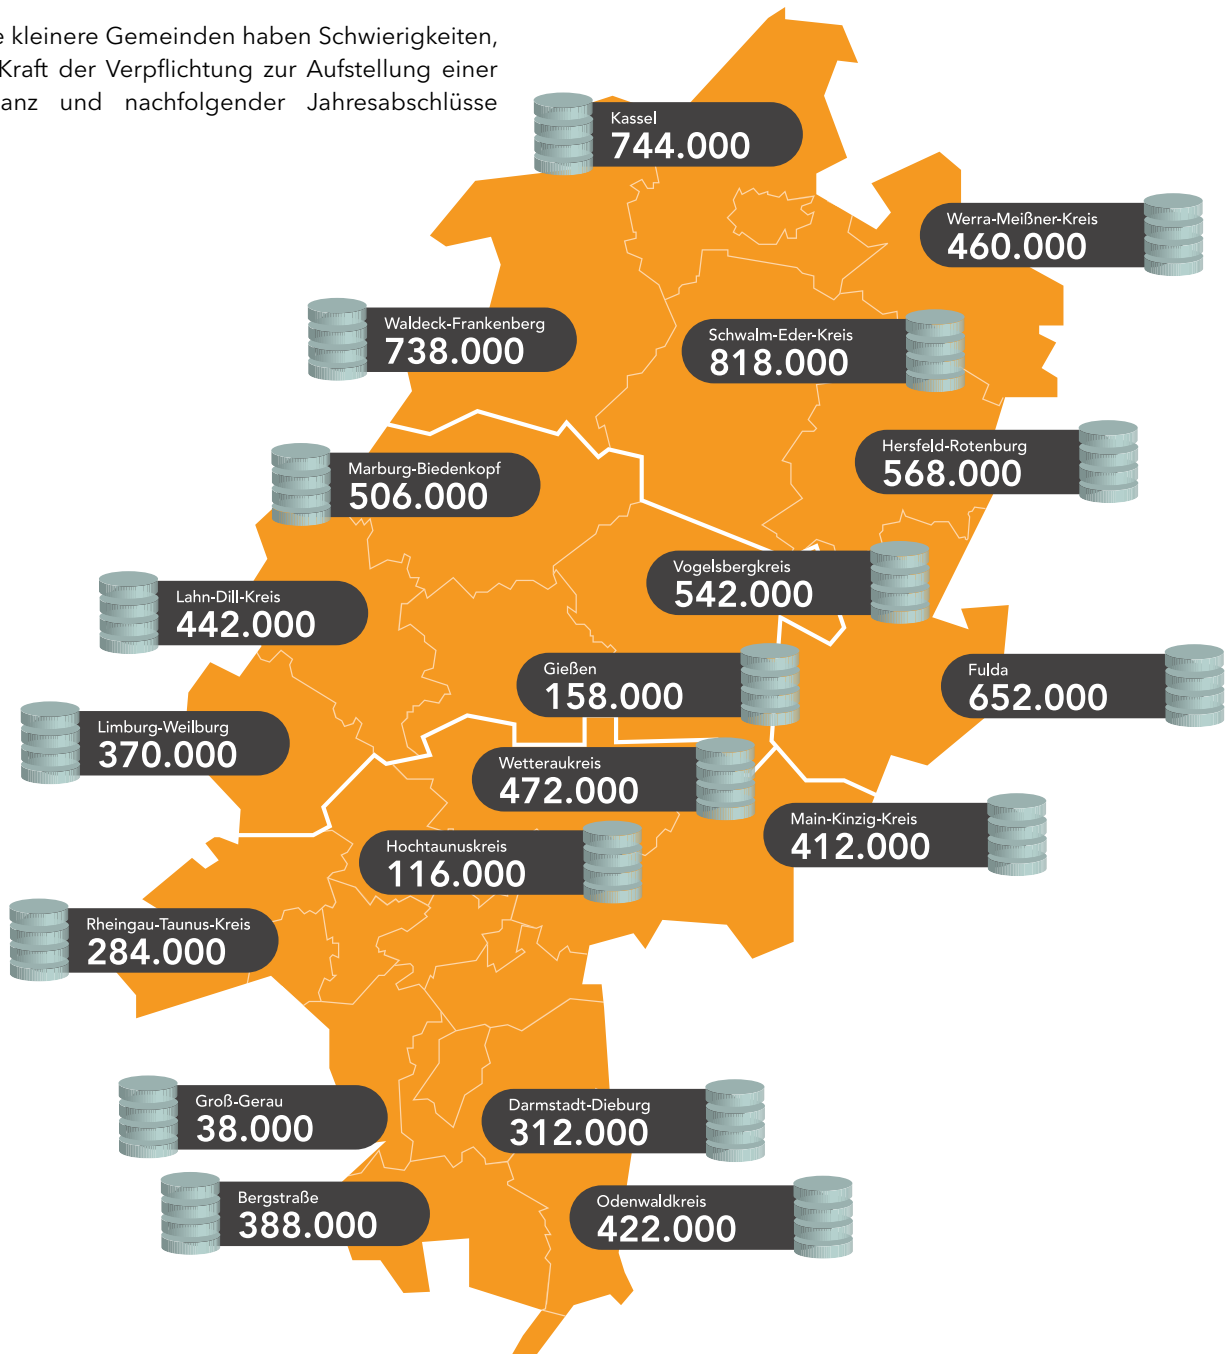 kleinere Gemeinden haben Schwierigkeiten,
Kraft der Verpflichtung zur Aufstellung einer
und nachfolgender Jahresabschlüsse
Kassel
744.000
Werra-Meißner-Kreis
460.000
Waldeck-Frankenberg
738.000
Schwalm-Eder-Kreis
818.000
Hersfeld-Rotenburg
568.000
Marburg-Biedenkopf
506.000
Vogelsbergkreis
542.000
Lahn-Dill-Kreis
442.000
Gießen
158.000
Fulda
652.000
Limburg-Weilburg
370.000
Wetteraukreis
472.000
Main-Kinzig-Kreis
412.000
Hochtaunuskreis
116.000
Rheingau-Taunus-Kreis
284.000
Groß-Gerau
38.000
Darmstadt-Dieburg
312.000
Bergstraße
388.000
Odenwaldkreis
422.000